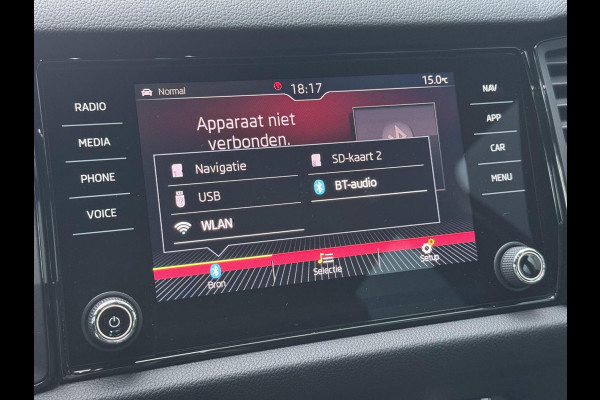 RADIO
MEDIA
PHONE
VOICE
Normal
18:17
15.0℃
Apparaat niet
verbonden.
Navigatie
SD-kaart 2
USB
BT-audio
WLAN
Bron
Selectie
Setup
NAV
APP
CAR
MENU